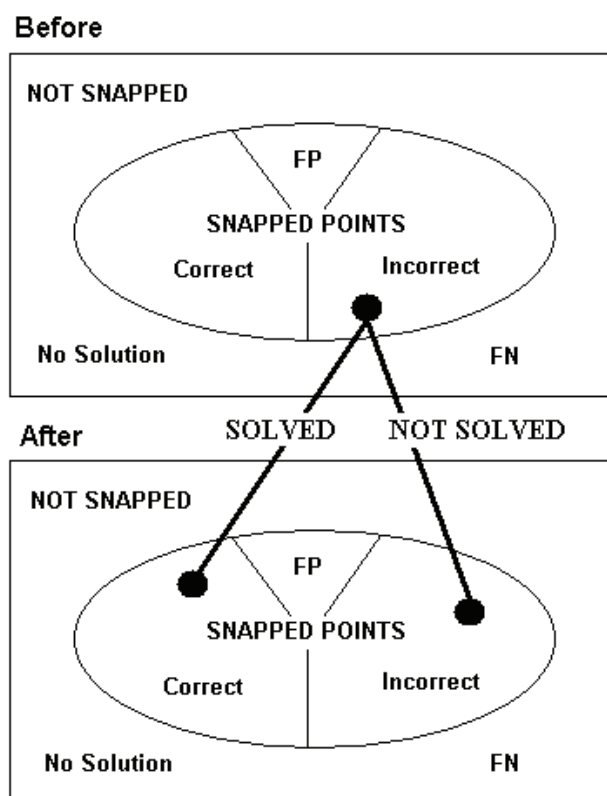 Before
NOT SNAPPED
FP
SNAPPED POINTS
Correct Incorrect
No Solution FN
After SOLVED NOT SOLVED
NOT SNAPPED
FP
SNAPPED POINTS
Correct Incorrect
No Solution FN